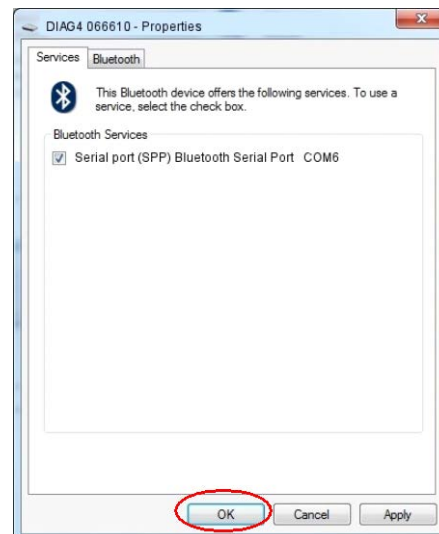 DIAG4 066610 - Properties
Services Bluetooth
This Bluetooth device offers the following services. To use a
service, select the check box.
Bluetooth Services
Serial port (SPP) Bluetooth Serial Port COM6
OK Cancel Apply